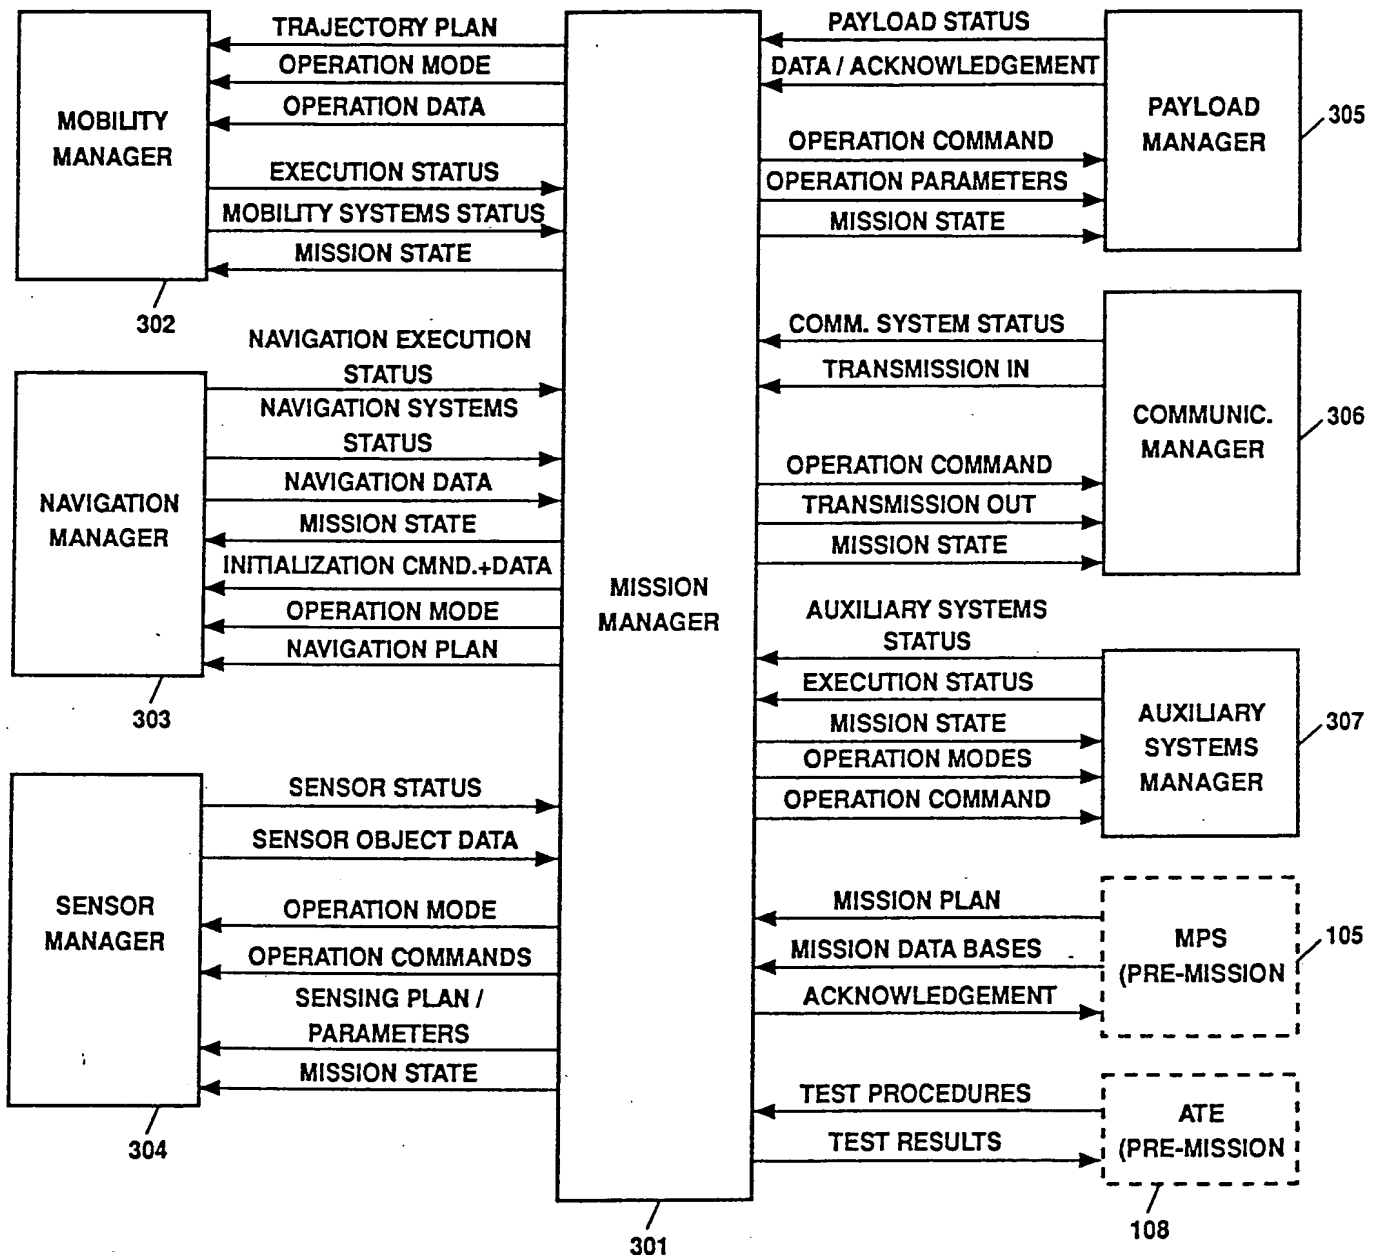 TRAJECTORY PLAN
OPERATION MODE
OPERATION DATA
MOBILITY
MANAGER
EXECUTION STATUS
MOBILITY SYSTEMS STATUS
MISSION STATE
302
NAVIGATION EXECUTION
STATUS
NAVIGATION SYSTEMS
STATUS
NAVIGATION DATA
NAVIGATION
MANAGER
MISSION STATE
INITIALIZATION CMND.+DATA
OPERATION MODE
NAVIGATION PLAN
303
SENSOR STATUS
SENSOR OBJECT DATA
SENSOR
MANAGER
OPERATION MODE
OPERATION COMMANDS
SENSING PLAN /
PARAMETERS
MISSION STATE
304
MISSION
MANAGER
301
PAYLOAD STATUS
DATA / ACKNOWLEDGEMENT
PAYLOAD
MANAGER
305
OPERATION COMMAND
OPERATION PARAMETERS
MISSION STATE
COMM. SYSTEM STATUS
TRANSMISSION IN
COMMUNIC.
MANAGER
306
OPERATION COMMAND
TRANSMISSION OUT
MISSION STATE
AUXILIARY SYSTEMS
STATUS
EXECUTION STATUS
MISSION STATE
OPERATION MODES
OPERATION COMMAND
AUXILIARY
SYSTEMS
MANAGER
307
MISSION PLAN
MISSION DATA BASES
ACKNOWLEDGEMENT
MPS
(PRE-MISSION
105
TEST PROCEDURES
TEST RESULTS
ATE
(PRE-MISSION
108